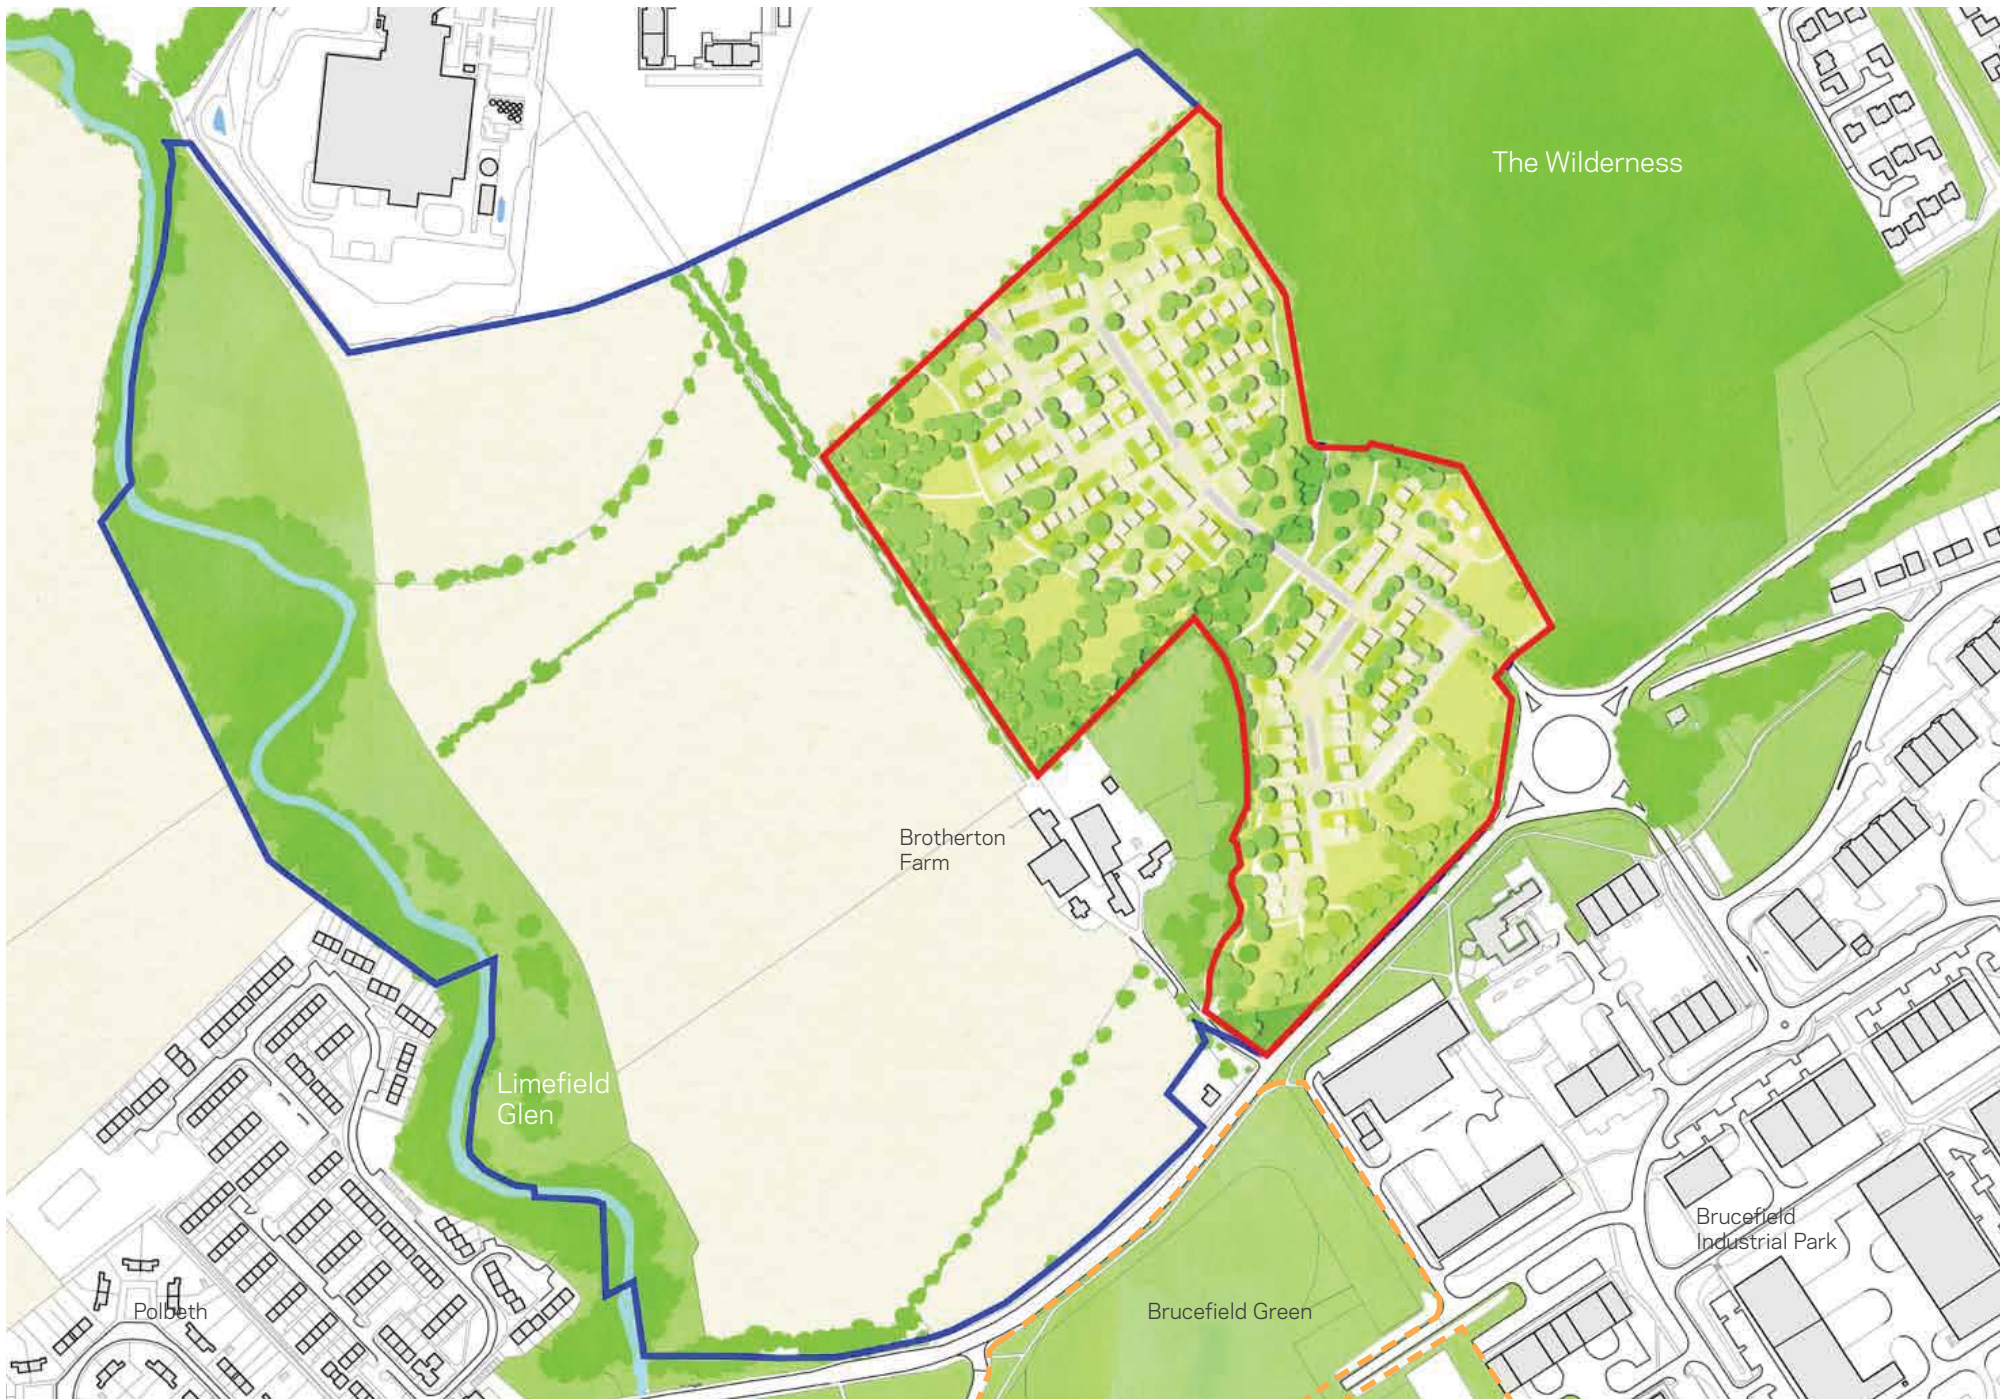 The Wilderness
Brotherton
Farm
Limefield
Glen
Brucefield
Industrial Park
Polbeth
Brucefield Green